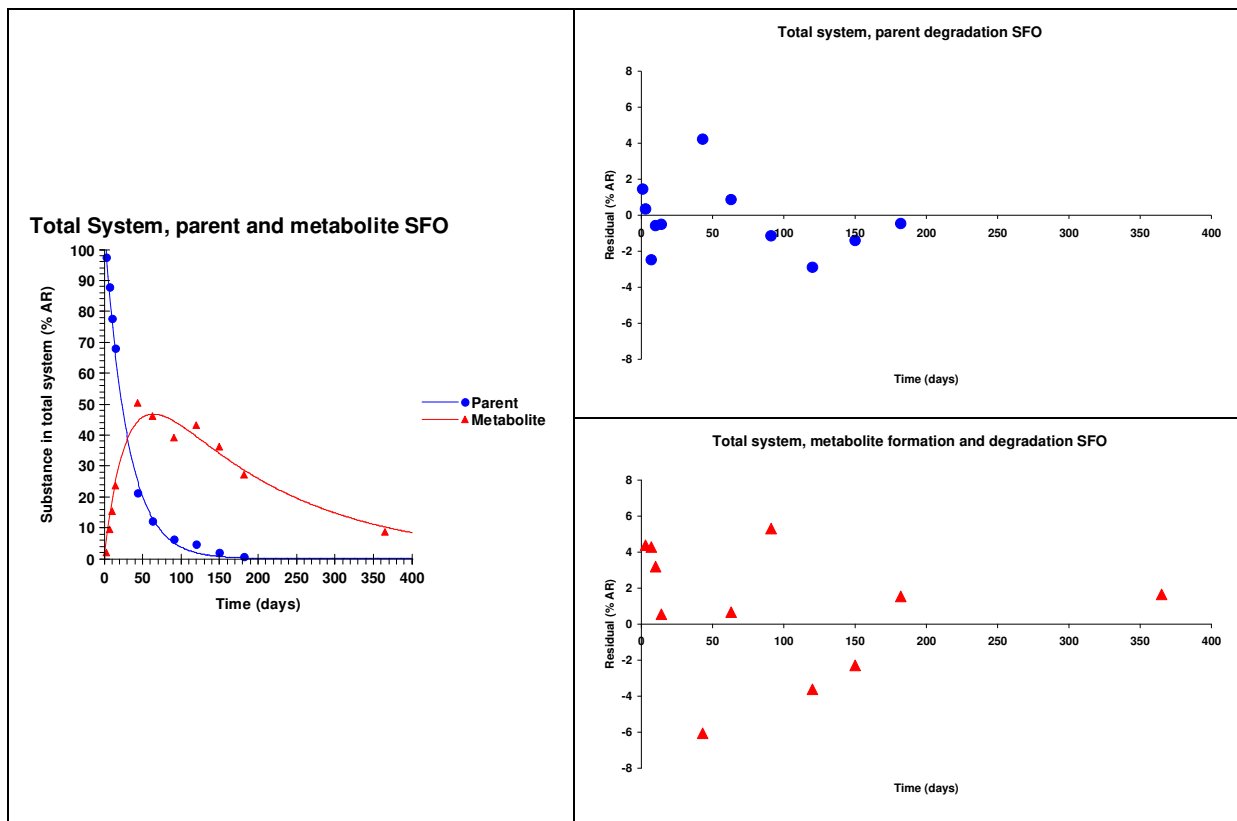 Total System, parent and metabolite SFO
Substance in total system (% AR)
100
90
80
70
60
50
40
30
20
10
0
0 50 100 150 200 250 300 350 400
Time (days)
Parent
Metabolite
Total system, parent degradation SFO
Residual (% AR)
8
6
4
2
0
-2
-4
-6
-8
0 50 100 150 200 250 300 350 400
Time (days)
Total system, metabolite formation and degradation SFO
Residual (% AR)
8
6
4
2
0
-2
-4
-6
-8
0 50 100 150 200 250 300 350 400
Time (days)